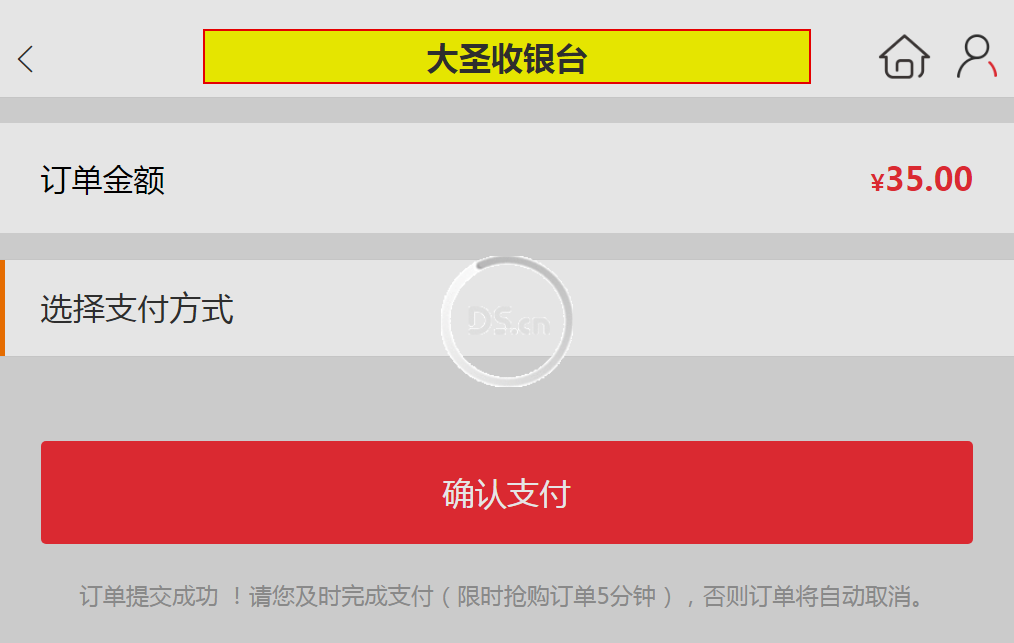 大圣收银台
订单金额
¥35.00
选择支付方式
DS.cn
确认支付
订单提交成功 ！请您及时完成支付（限时抢购订单5分钟），否则订单将自动取消。